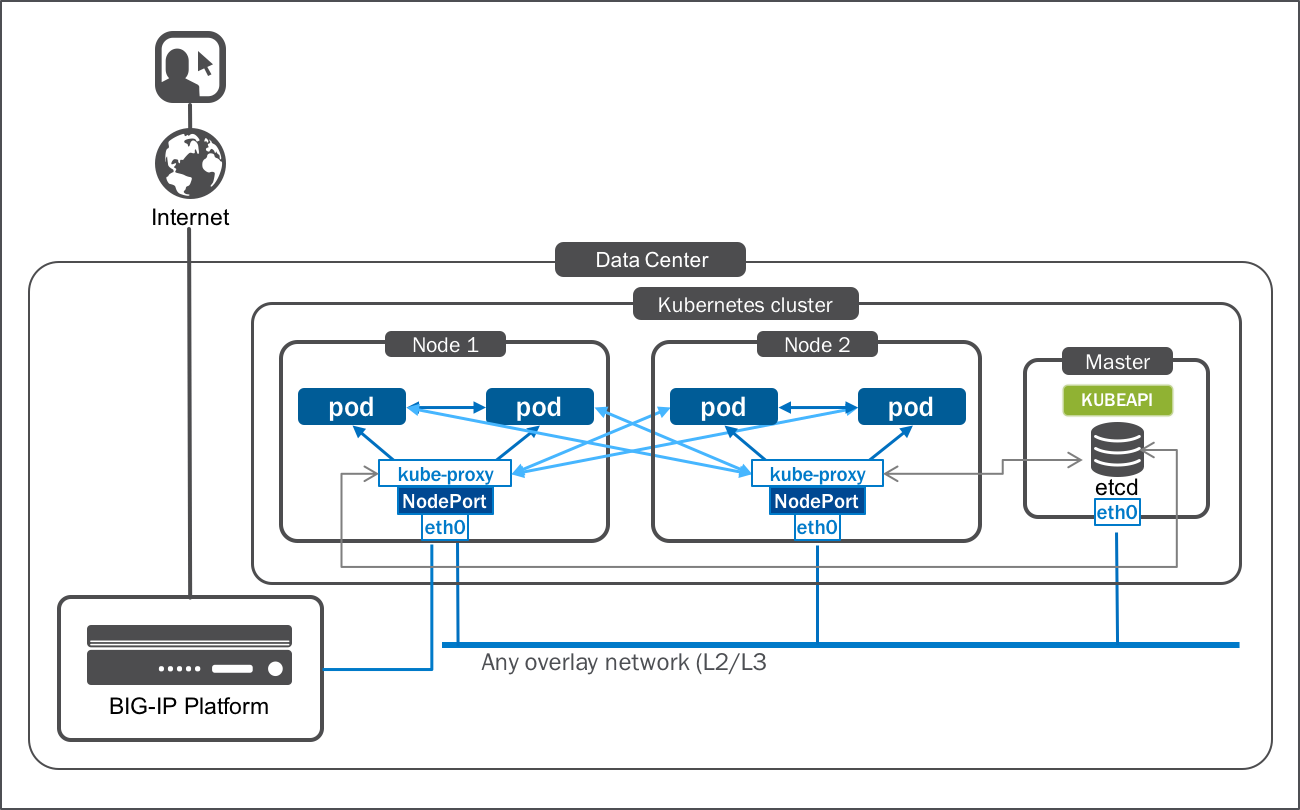 Internet
Data Center
Kubernetes cluster
Node 1
Node 2
Master
pod
pod
pod
pod
KUBEAPI
kube-proxy
kube-proxy
NodePort
NodePort
etcd
eth0
eth0
eth0
Any overlay network (L2/L3
BIG-IP Platform